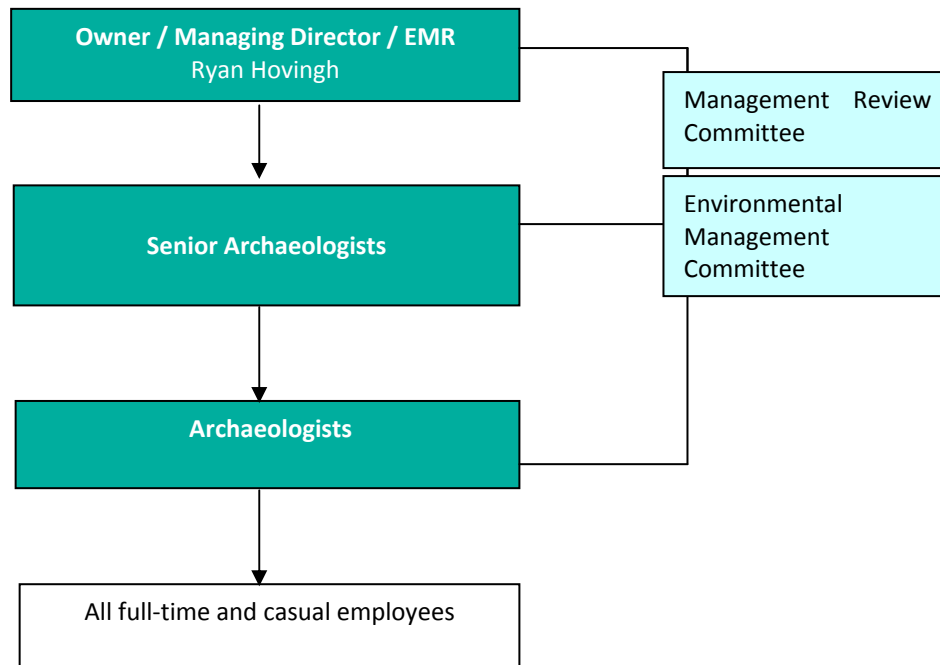 Owner / Managing Director / EMR
Ryan Hovingh
Management Review
Committee
Senior Archaeologists
Environmental
Management
Committee
Archaeologists
All full-time and casual employees